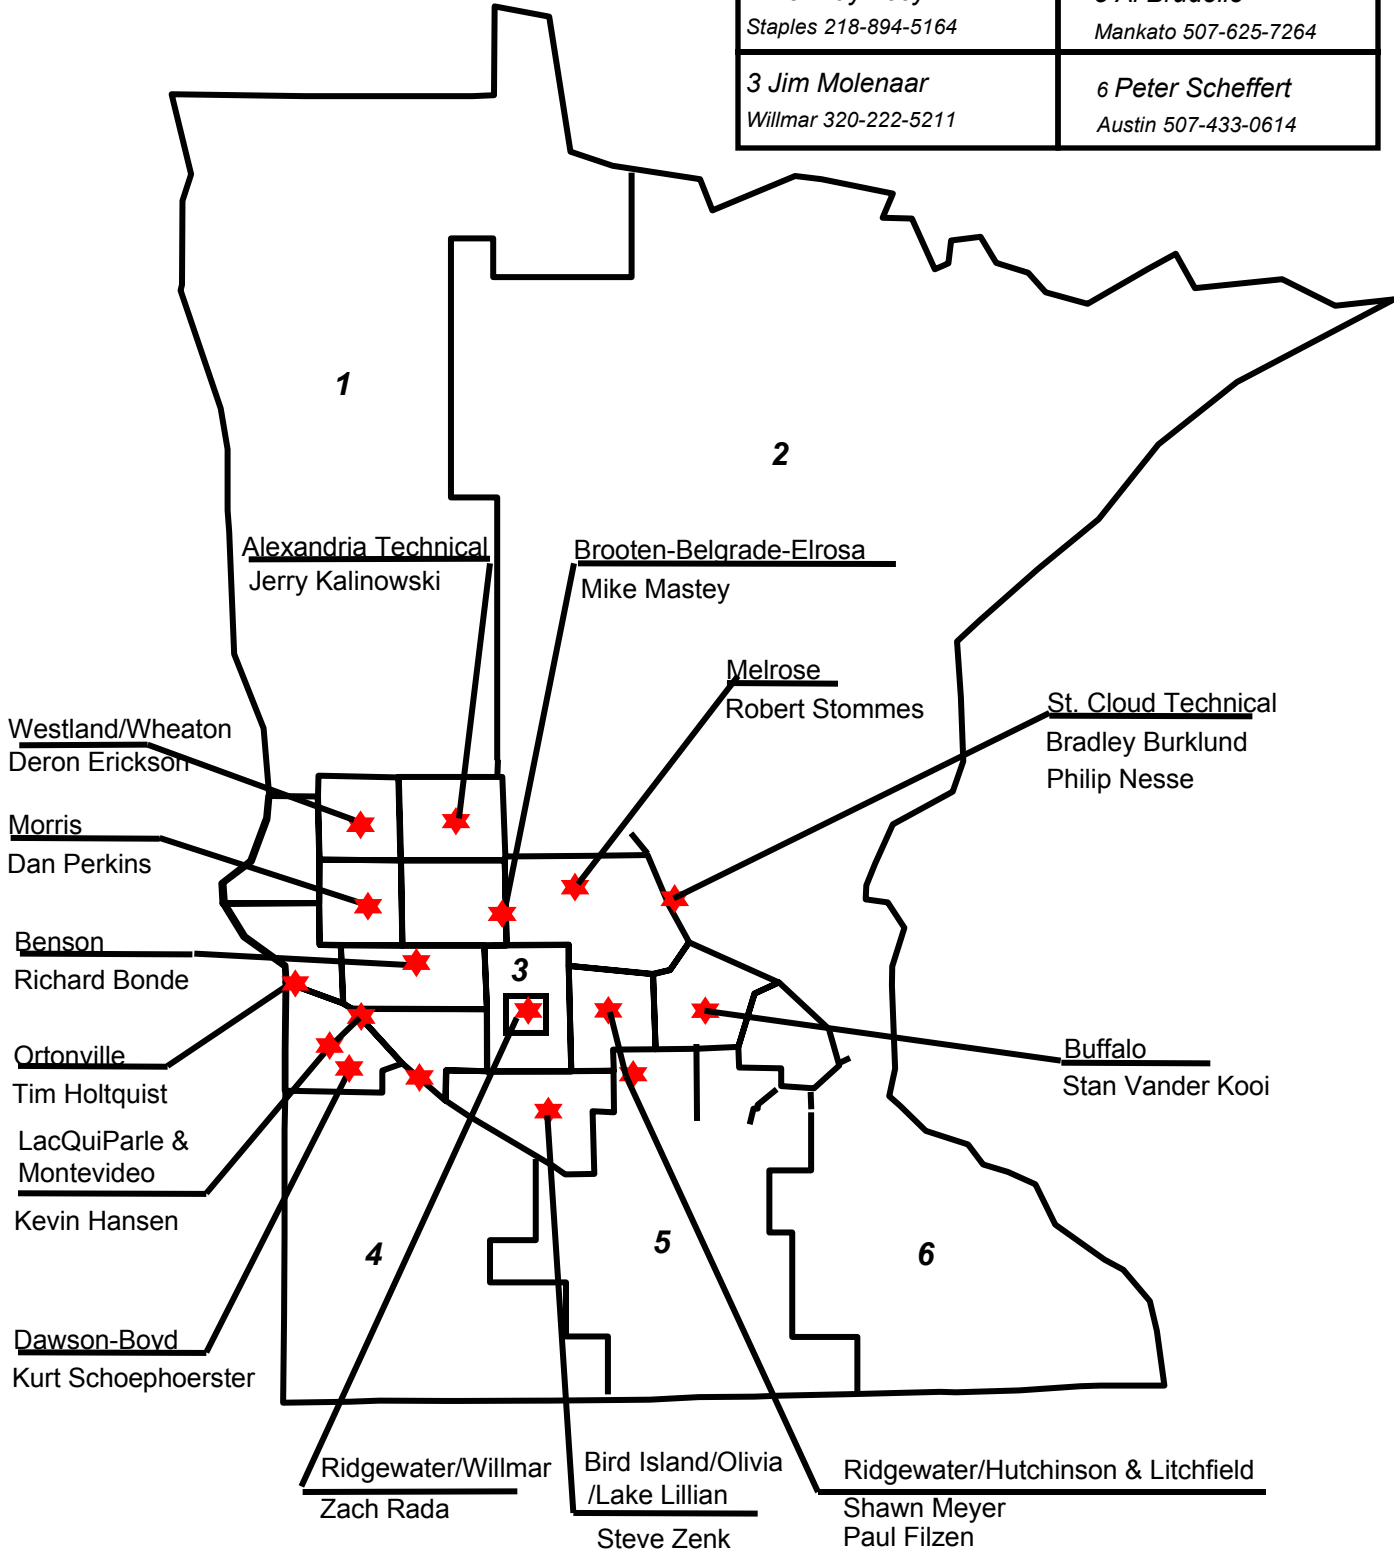 Staples 218-894-5164
Mankato 507-625-7264
3 Jim Molenaar
Willmar 320-222-5211
6 Peter Scheffert
Austin 507-433-0614
1
2
Alexandria Technical
Jerry Kalinowski
Brooten-Belgrade-Elrosa
Mike Mastey
Melrose
Robert Stommes
St. Cloud Technical
Bradley Burklund
Philip Nesse
Westland/Wheaton
Deron Erickson
Morris
Dan Perkins
Benson
Richard Bonde
3
Ortonville
Tim Holtquist
Buffalo
Stan Vander Kooi
LacQuiParle &
Montevideo
Kevin Hansen
4
5
6
Dawson-Boyd
Kurt Schoephoerster
Ridgewater/Willmar
Zach Rada
Bird Island/Olivia
/Lake Lillian
Steve Zenk
Ridgewater/Hutchinson & Litchfield
Shawn Meyer
Paul Filzen